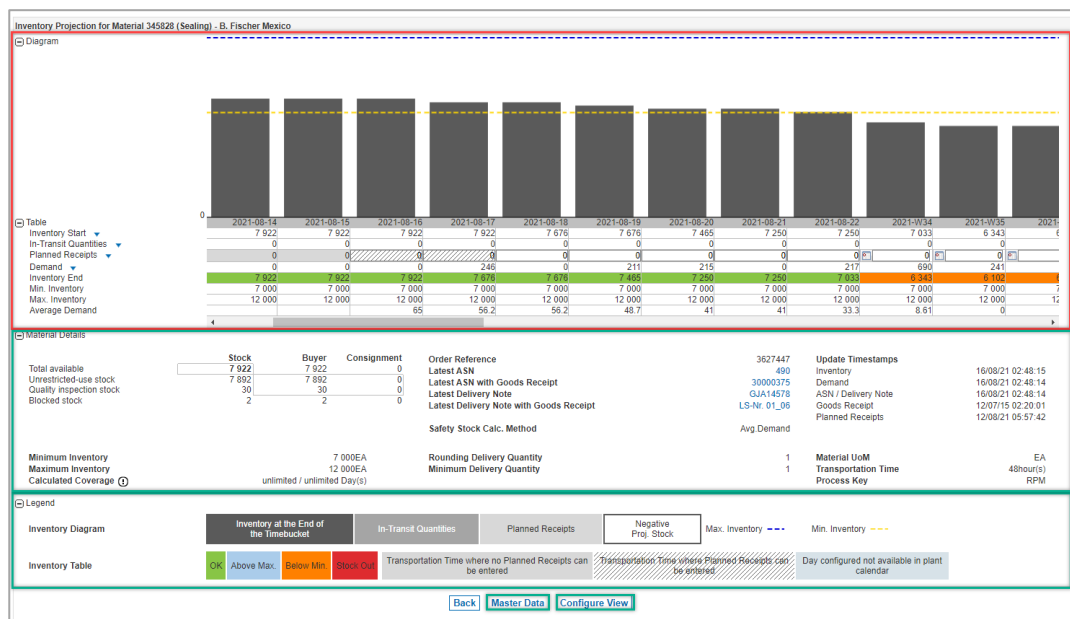 Inventory Projection for Material 345828 (Sealing) - B. Fischer Mexico
Diagram
0
Table 2021-08-14 2021-08-15 2021-08-16 2021-08-17 2021-08-18 2021-08-19 2021-08-20 2021-08-21 2021-08-22 2021-W34 2021-W35 2021-
Inventory Start 7 922 7 922 7 922 7 922 7 676 7 676 7 465 7 250 7 250 7 033 6 343 6
In-Transit Quantities 0 0 0 0 0 0 0 0 0 0 0
Planned Receipts 0 0 0 0 0 0 0 0 0 0 0
Demand 0 0 0 246 0 211 215 0 217 690 241
Inventory End 7 922 7 922 7 922 7 676 7 676 7 465 7 250 7 250 7 033 6 343 6 102 6
Min. Inventory 7 000 7 000 7 000 7 000 7 000 7 000 7 000 7 000 7 000 7 000 7 000 7
Max. Inventory 12 000 12 000 12 000 12 000 12 000 12 000 12 000 12 000 12 000 12 000 12 000 12
Average Demand 65 56.2 56.2 48.7 41 41 33.3 8.61 0
Material Details
Stock Buyer Consignment Order Reference 3627447 Update Timestamps
Total available 7 922 7 922 0 Latest ASN 490 Inventory 16/08/21 02:48:15
Unrestricted-use stock 7 892 7 892 0 Latest ASN with Goods Receipt 30000375 Demand 16/08/21 02:48:14
Quality inspection stock 30 30 0 Latest Delivery Note GJA14578 ASN / Delivery Note 16/08/21 02:48:14
Blocked stock 2 2 0 Latest Delivery Note with Goods Receipt LS-Nr. 01_06 Goods Receipt 12/07/15 02:20:01
Planned Receipts 12/08/21 05:57:42
Safety Stock Calc. Method Avg.Demand
Minimum Inventory 7 000EA Rounding Delivery Quantity 1 Material UoM EA
Maximum Inventory 12 000EA Minimum Delivery Quantity 1 Transportation Time 48hour(s)
Calculated Coverage unlimited / unlimited Day(s) Process Key RPM
Legend
Inventory Diagram Inventory at the End of the Timebucket In-Transit Quantities Planned Receipts Negative Proj. Stock Max. Inventory Min. Inventory
Inventory Table OK Above Max. Below Min. Stock Out Transportation Time where no Planned Receipts can be entered Transportation Time where Planned Receipts can be entered Day configured not available in plant calendar
Back Master Data Configure View